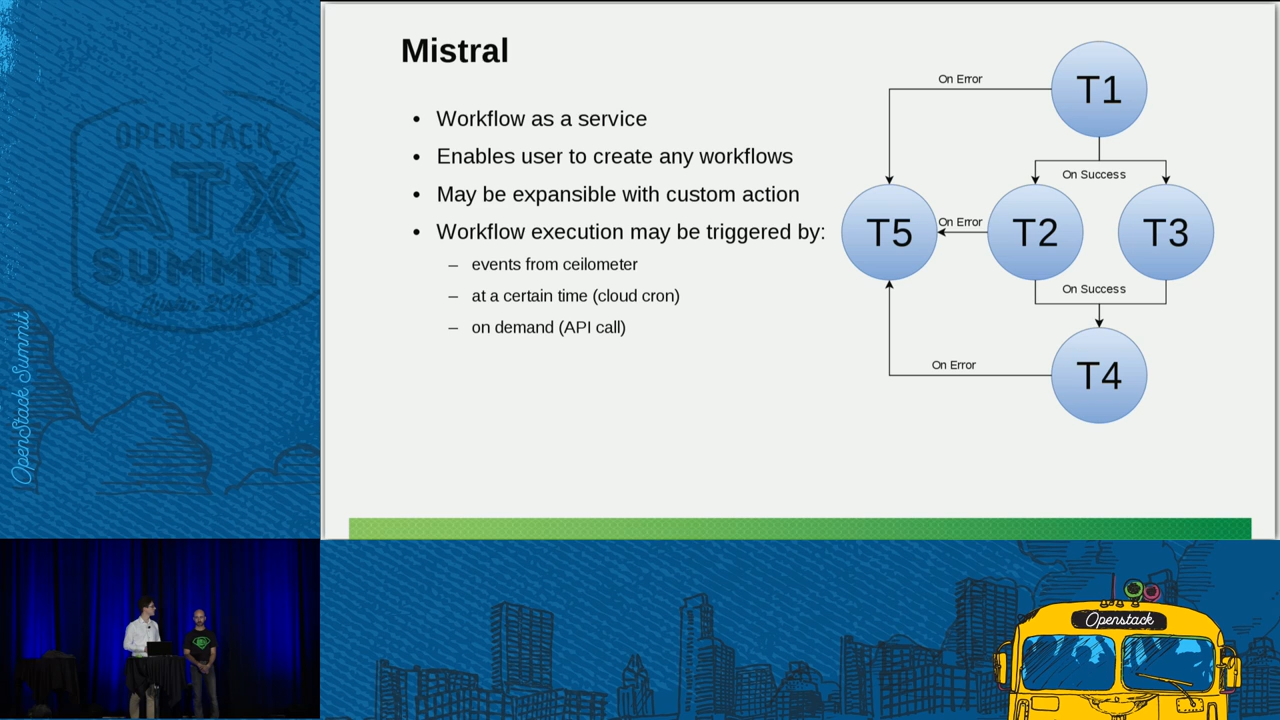 Mistral
• Workflow as a service
• Enables user to create any workflows
• May be expansible with custom action
• Workflow execution may be triggered by:
– events from ceilometer
– at a certain time (cloud cron)
– on demand (API call)
T1
On Error
On Success
T5
On Error
T2
T3
On Success
On Error
T4
OPENSTACK
ATX
SUMMIT
OpenStack Summit
Openstack